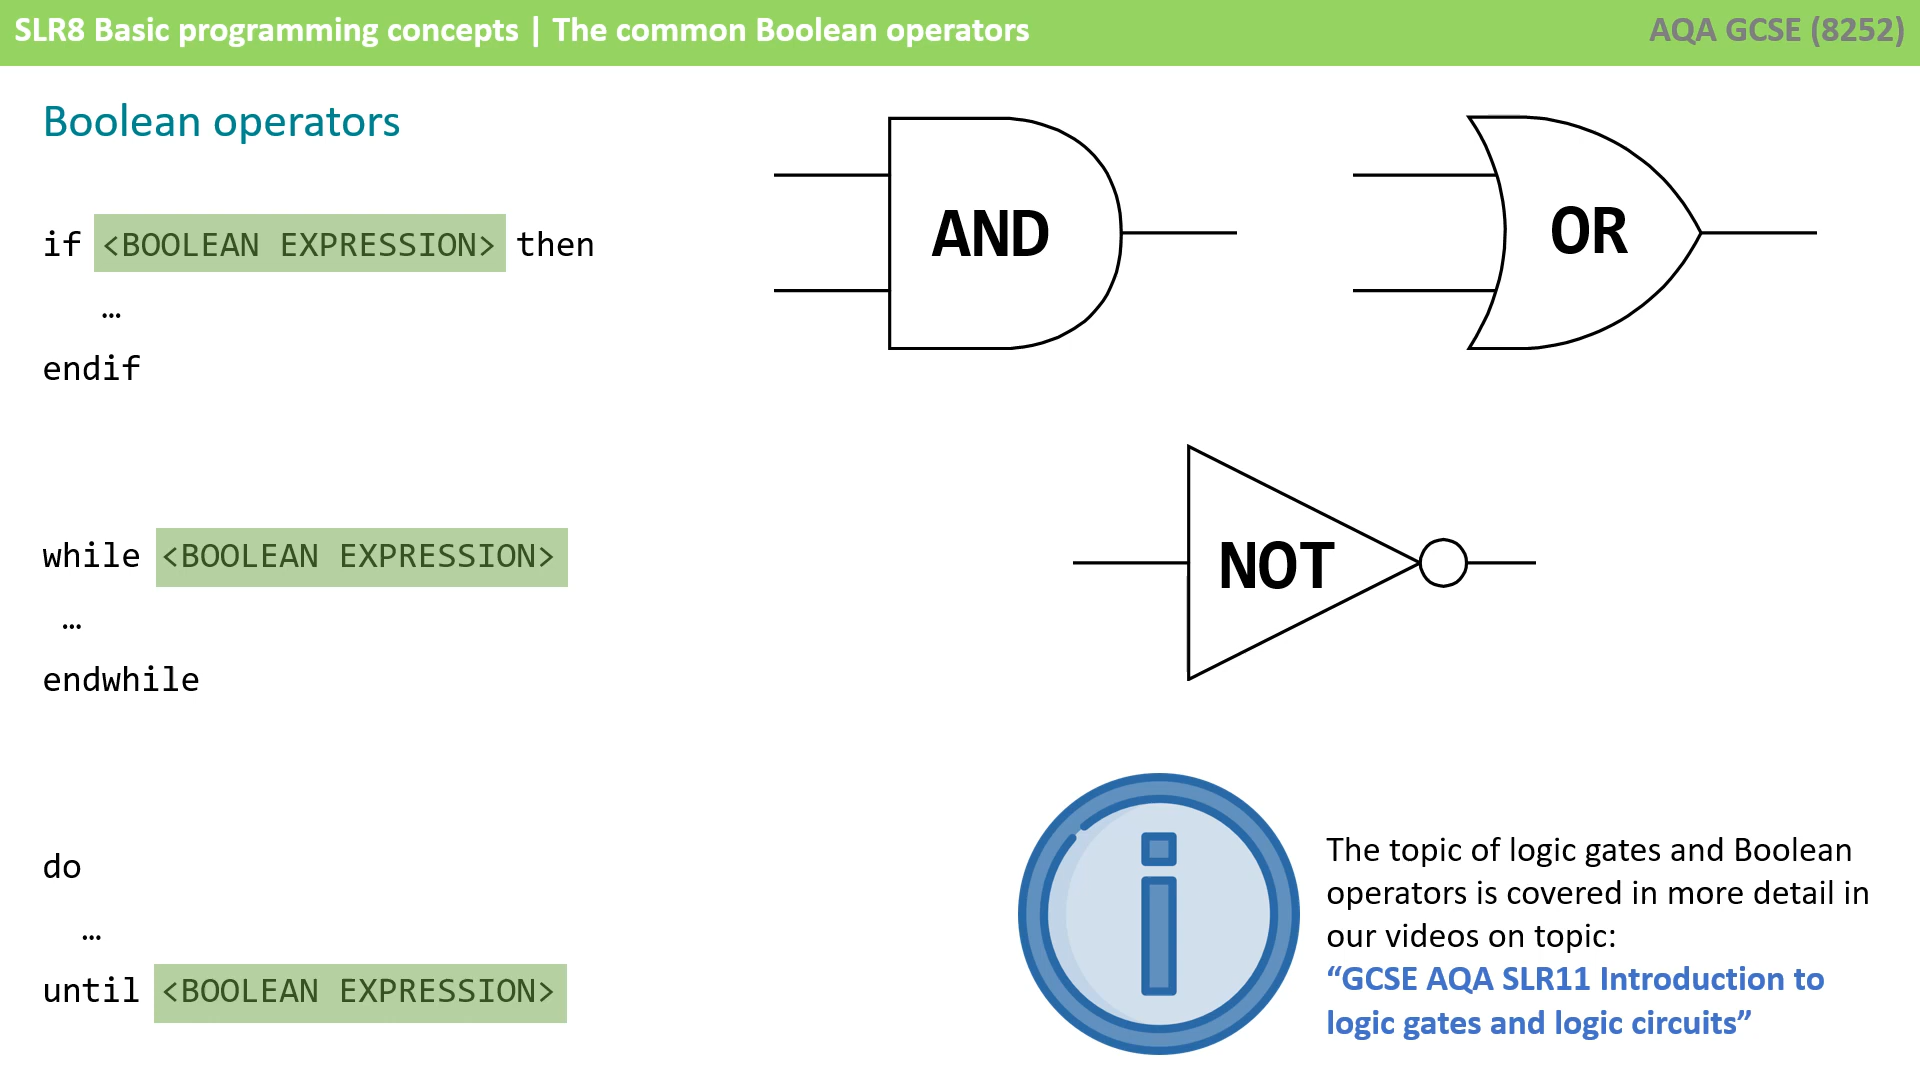 SLR8 Basic programming concepts | The common Boolean operators
AQA GCSE (8252)
Boolean operators
if <BOOLEAN EXPRESSION> then
…
endif
while <BOOLEAN EXPRESSION>
…
endwhile
do
…
until <BOOLEAN EXPRESSION>
AND
OR
NOT
The topic of logic gates and Boolean
operators is covered in more detail in
our videos on topic:
“GCSE AQA SLR11 Introduction to
logic gates and logic circuits”